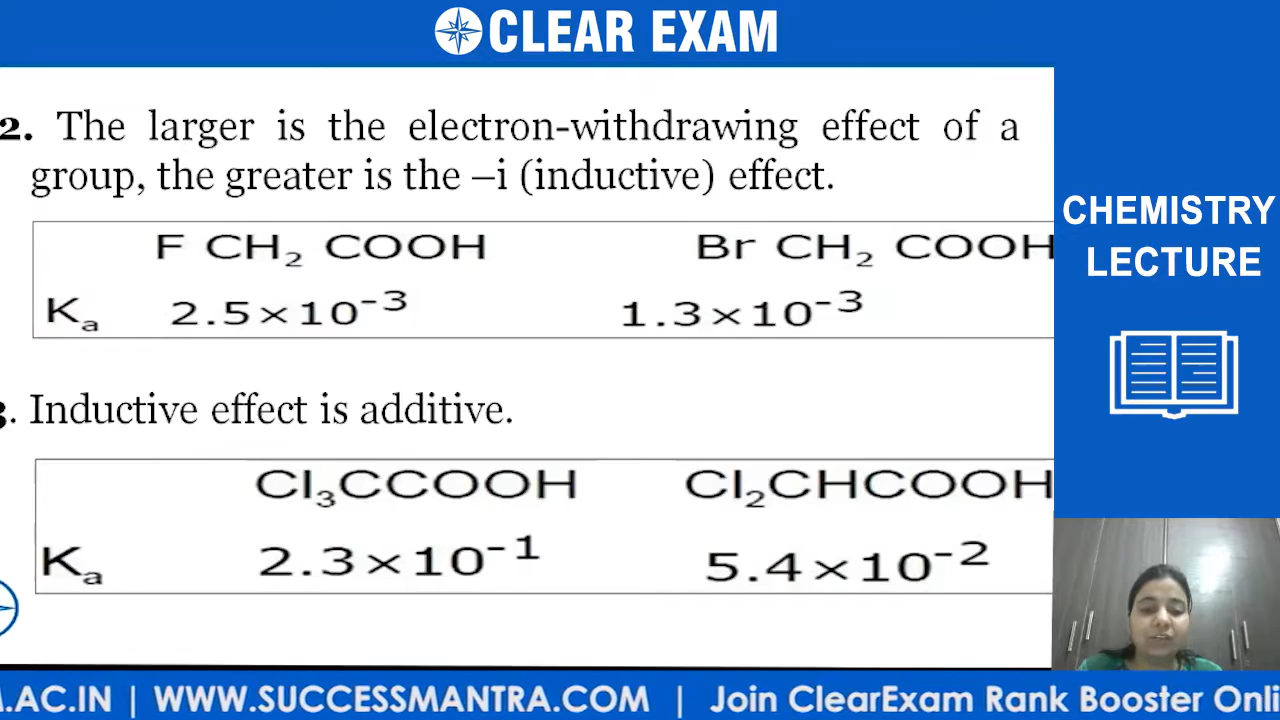 CLEAR EXAM
2. The larger is the electron-withdrawing effect of a
group, the greater is the –i (inductive) effect.
F CH₂ COOH Br CH₂ COOH
Kₐ 2.5×10⁻³ 1.3×10⁻³
3. Inductive effect is additive.
Cl₃CCOOH Cl₂CHCOOH
Kₐ 2.3×10⁻¹ 5.4×10⁻²
CHEMISTRY
LECTURE
M.AC.IN | WWW.SUCCESSMANTRA.COM | Join ClearExam Rank Booster Onli